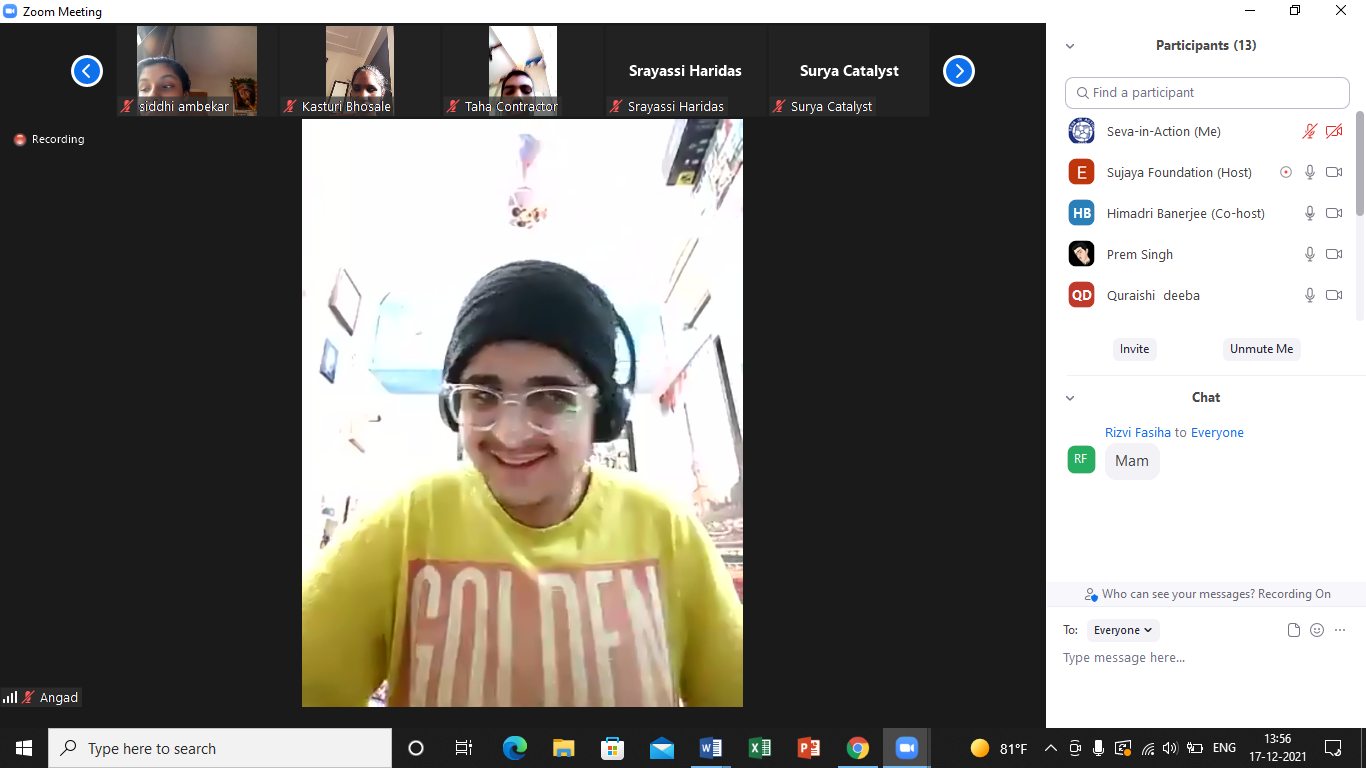 Zoom Meeting
siddhi ambekar
Kasturi Bhosale
Taha Contractor
Srayassi Haridas
Srayassi Haridas
Surya Catalyst
Surya Catalyst
Recording
GOLDEN
Angad
Participants (13)
Find a participant
Seva-in-Action (Me)
E
Sujaya Foundation (Host)
HB
Himadri Banerjee (Co-host)
Prem Singh
QD
Quraishi deeba
Invite
Unmute Me
Chat
Rizvi Fasiha to Everyone
RF
Mam
Who can see your messages? Recording On
To:
Everyone
Type message here...
Type here to search
81°F
ENG
13:56
17-12-2021